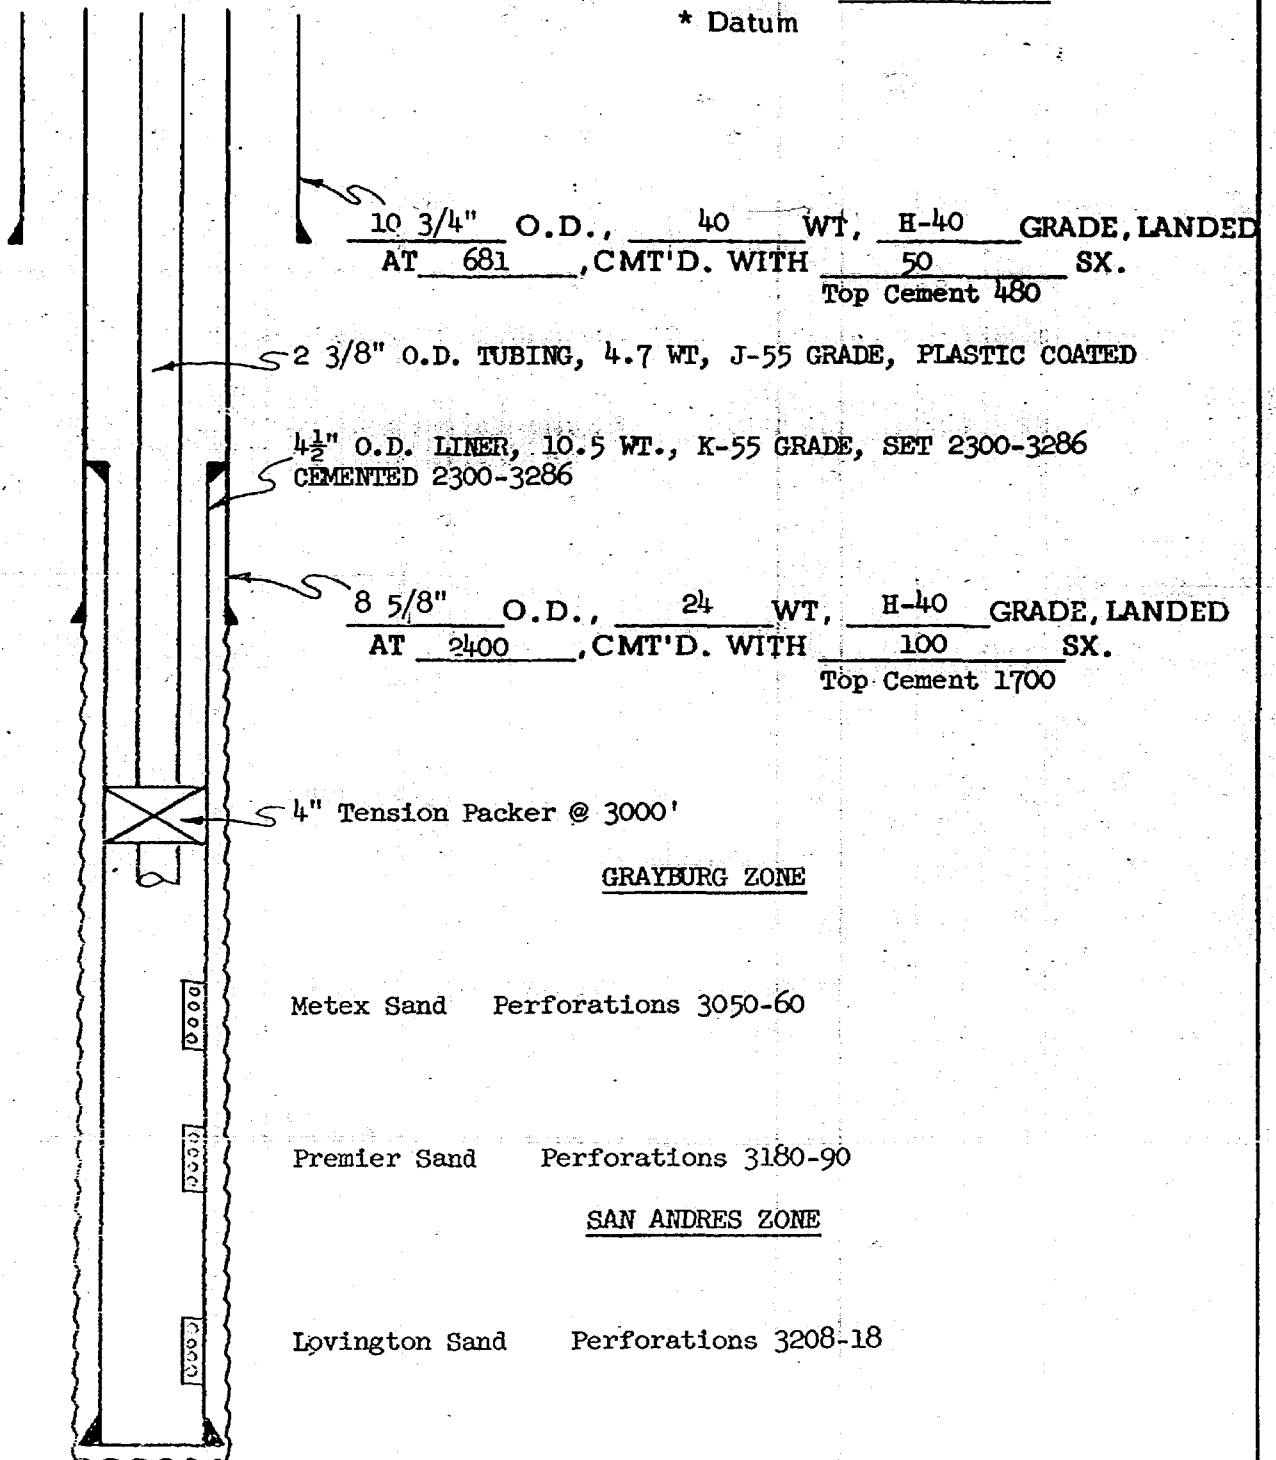 * Datum
10 3/4" O.D., 40 WT, H-40 GRADE, LANDED
AT 681, CMT'D. WITH 50 SX.
Top Cement 480
2 3/8" O.D. TUBING, 4.7 WT, J-55 GRADE, PLASTIC COATED
4½" O.D. LINER, 10.5 WT., K-55 GRADE, SET 2300-3286
CEMENTED 2300-3286
8 5/8" O.D., 24 WT, H-40 GRADE, LANDED
AT 2400, CMT'D. WITH 100 SX.
Top Cement 1700
4" Tension Packer @ 3000'
GRAYBURG ZONE
Metex Sand Perforations 3050-60
Premier Sand Perforations 3180-90
SAN ANDRES ZONE
Lovington Sand Perforations 3208-18